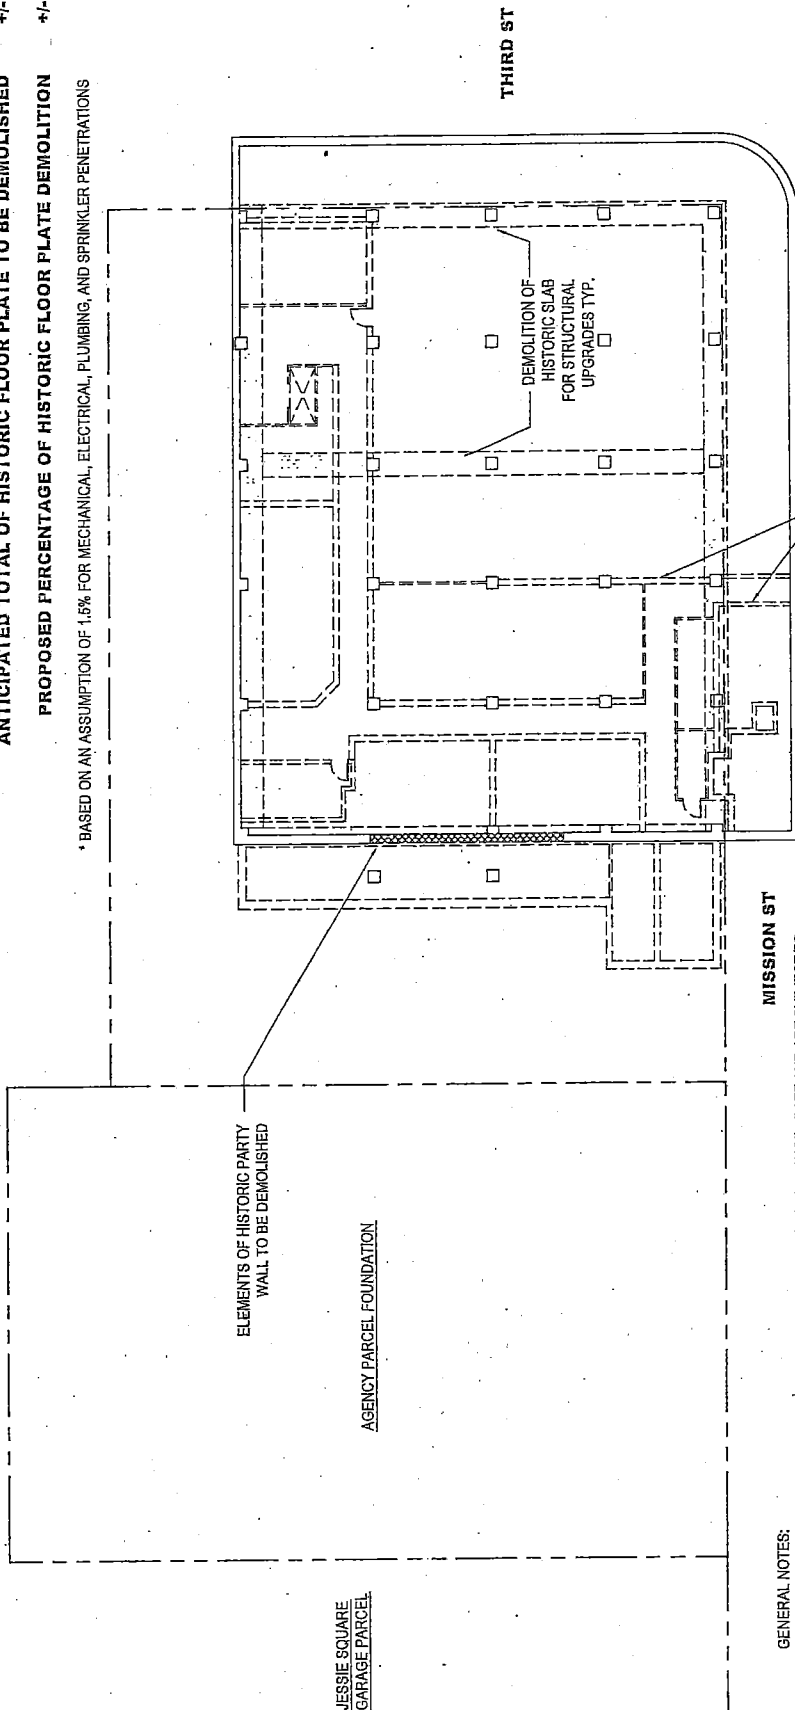 ANTICIPATED TOTAL OF HISTORIC FLOOR PLATE TO BE DEMOLISHED +/-
PROPOSED PERCENTAGE OF HISTORIC FLOOR PLATE DEMOLITION +/-
* BASED ON AN ASSUMPTION OF 1.5% FOR MECHANICAL, ELECTRICAL, PLUMBING, AND SPRINKLER PENETRATIONS
JESSIE SQUARE
GARAGE PARCEL
AGENCY PARCEL FOUNDATION
ELEMENTS OF HISTORIC PARTY
WALL TO BE DEMOLISHED
DEMOLITION OF
HISTORIC SLAB
FOR STRUCTURAL
UPGRADES TYP.
THIRD ST
MISSION ST
GENERAL NOTES: